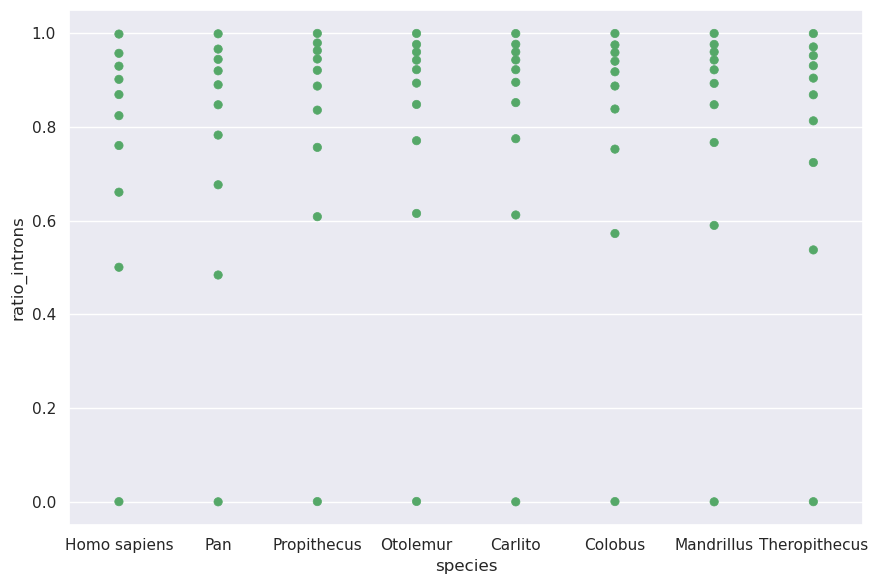 1.0
0.8
0.6
0.4
0.2
0.0
ratio_introns
Homo sapiens Pan Propithecus Otolemur Carlito Colobus Mandrillus Theropithecus
species